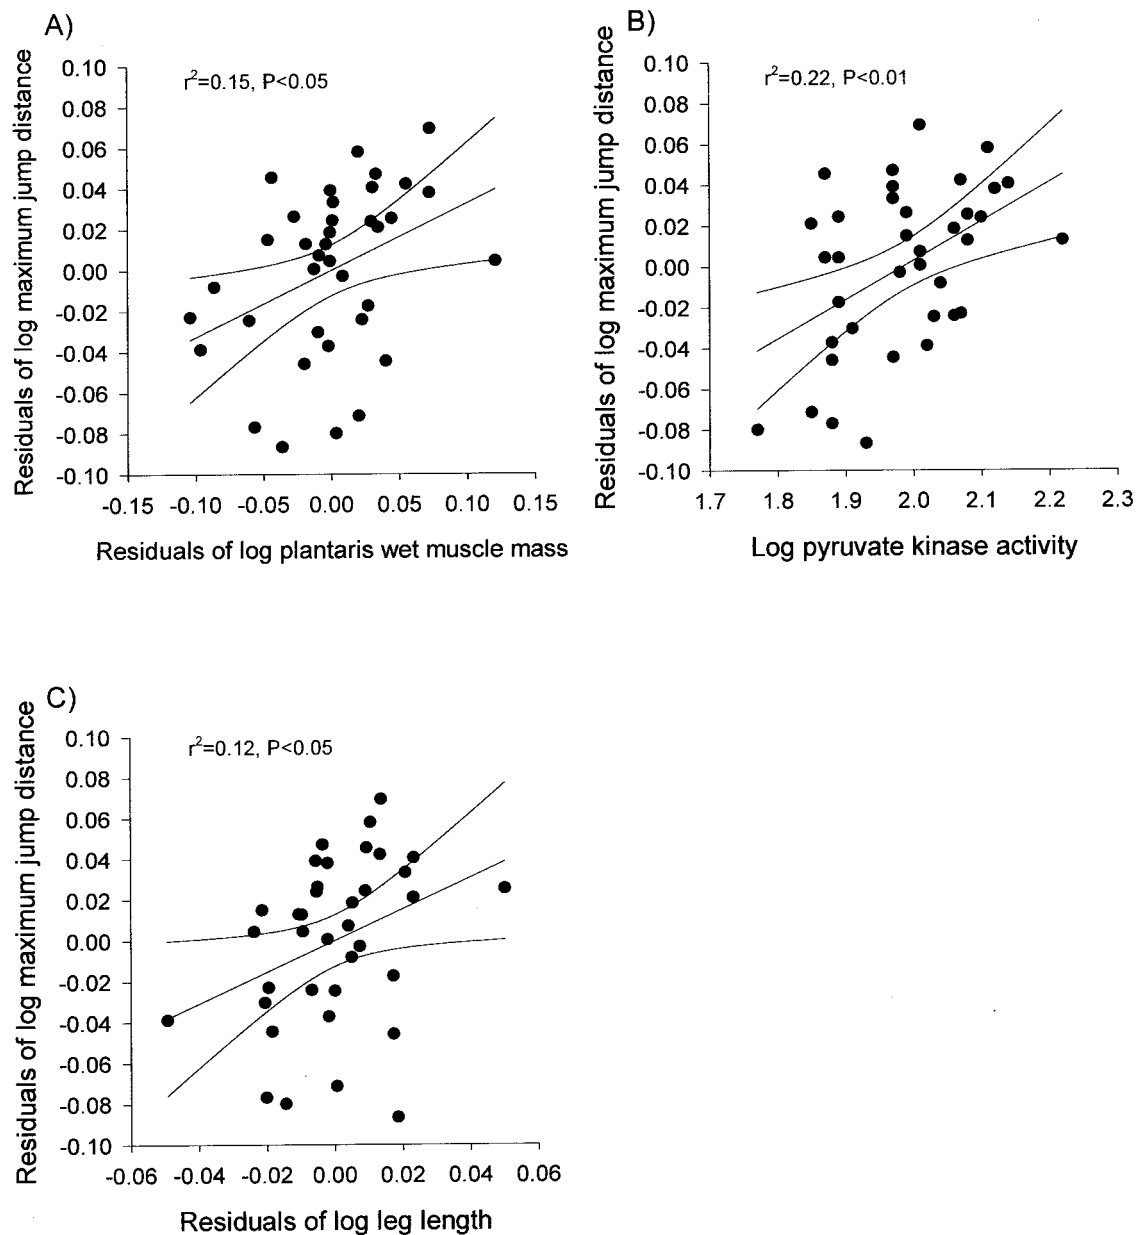 A)
r²=0.15, P<0.05
Residuals of log maximum jump distance
0.10
0.08
0.06
0.04
0.02
0.00
-0.02
-0.04
-0.06
-0.08
-0.10
-0.15 -0.10 -0.05 0.00 0.05 0.10 0.15
Residuals of log plantaris wet muscle mass
B)
r²=0.22, P<0.01
Residuals of log maximum jump distance
0.10
0.08
0.06
0.04
0.02
0.00
-0.02
-0.04
-0.06
-0.08
-0.10
1.7 1.8 1.9 2.0 2.1 2.2 2.3
Log pyruvate kinase activity
C)
r²=0.12, P<0.05
Residuals of log maximum jump distance
0.10
0.08
0.06
0.04
0.02
0.00
-0.02
-0.04
-0.06
-0.08
-0.10
-0.06 -0.04 -0.02 0.00 0.02 0.04 0.06
Residuals of log leg length